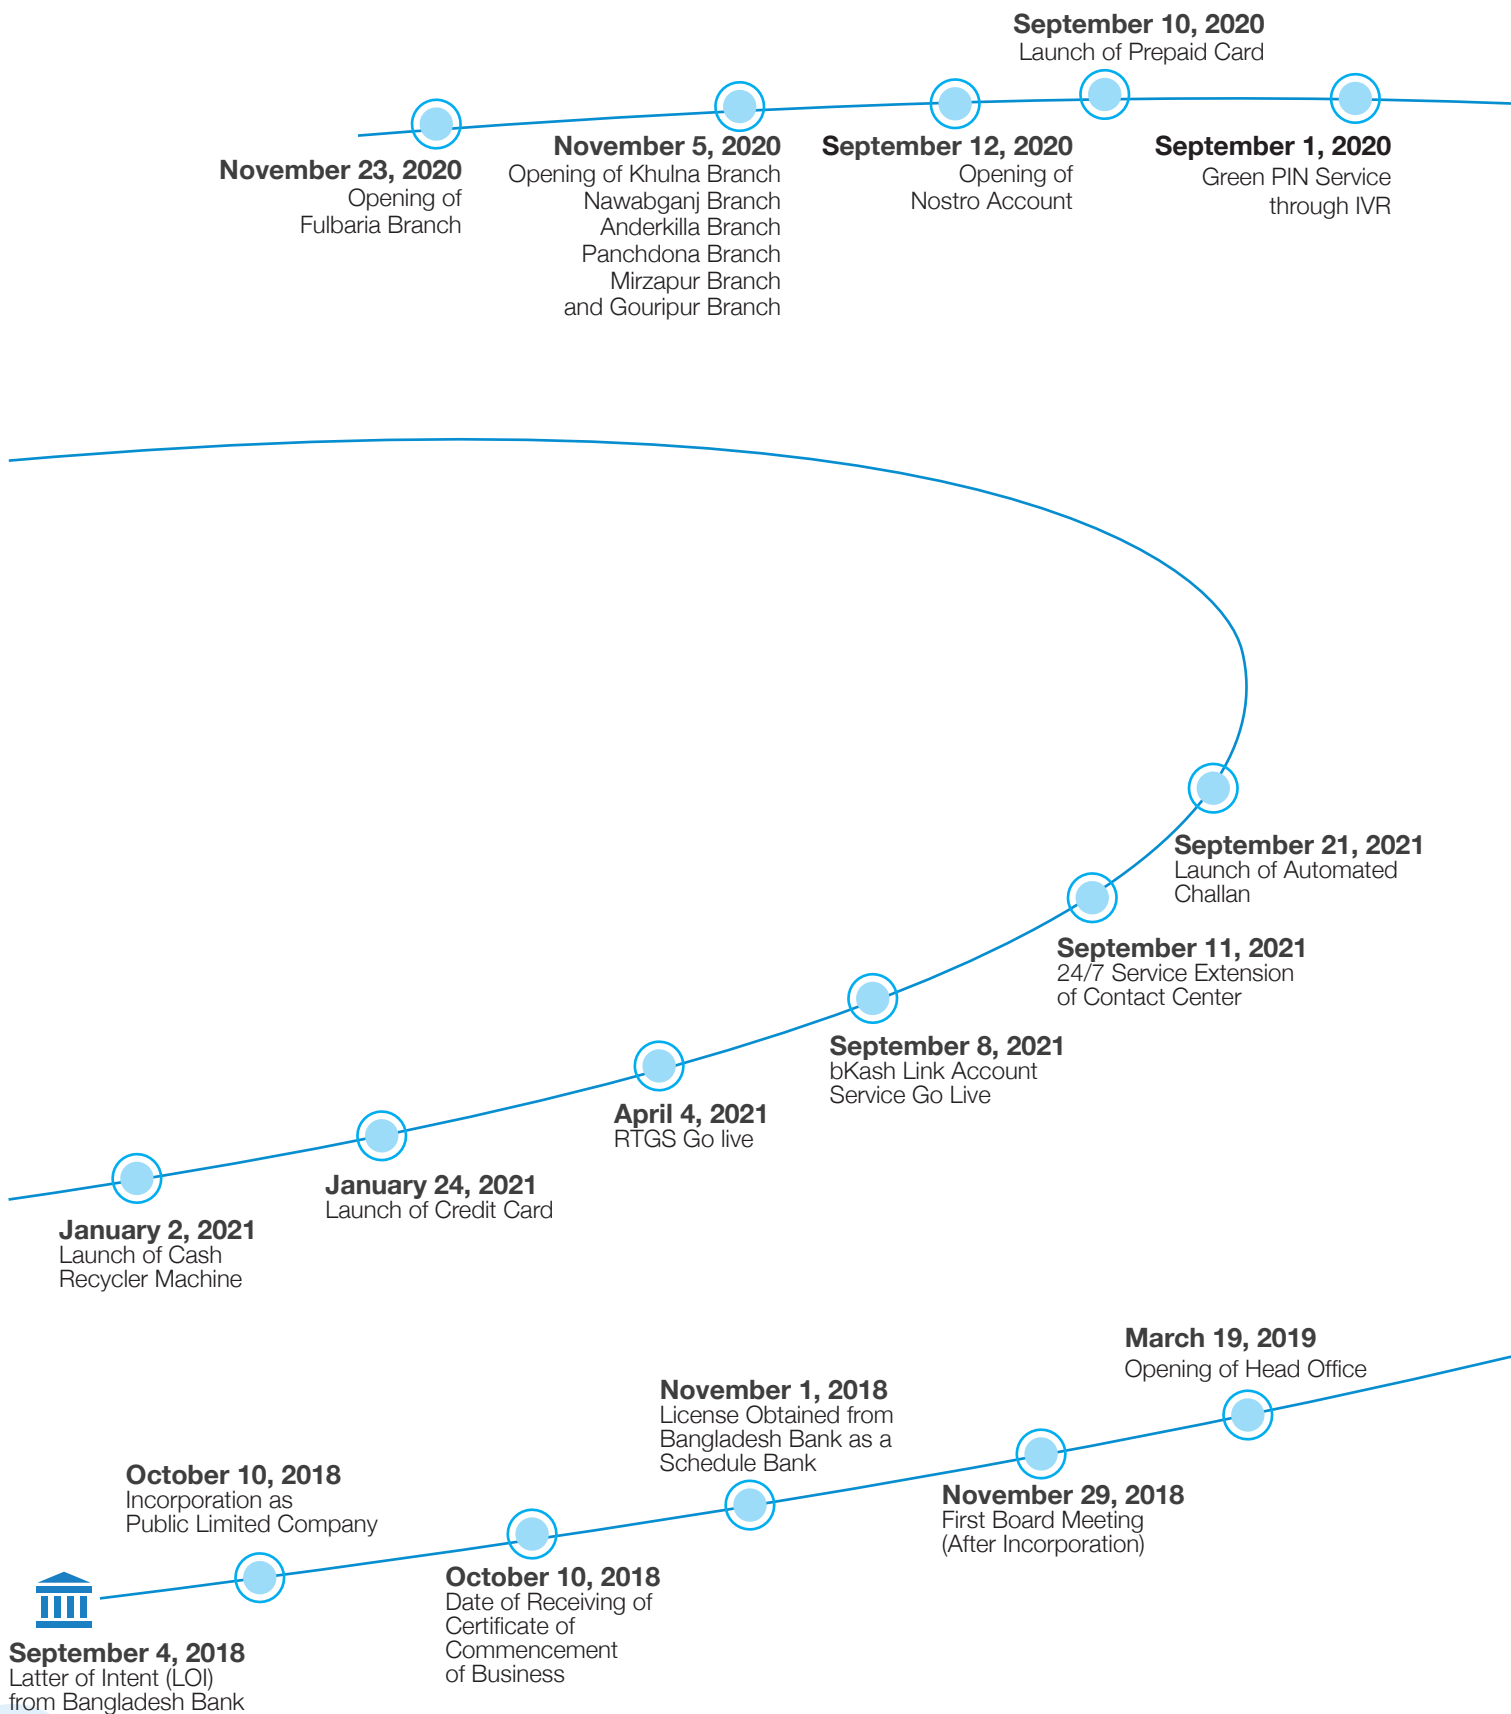 September 10, 2020
Launch of Prepaid Card
November 23, 2020
Opening of
Fulbaria Branch
November 5, 2020
Opening of Khulna Branch
Nawabganj Branch
Anderkilla Branch
Panchdona Branch
Mirzapur Branch
and Gouripur Branch
September 12, 2020
Opening of
Nostro Account
September 1, 2020
Green PIN Service
through IVR
September 21, 2021
Launch of Automated
Challan
September 11, 2021
24/7 Service Extension
of Contact Center
September 8, 2021
bKash Link Account
Service Go Live
April 4, 2021
RTGS Go live
January 24, 2021
Launch of Credit Card
January 2, 2021
Launch of Cash
Recycler Machine
March 19, 2019
Opening of Head Office
November 1, 2018
License Obtained from
Bangladesh Bank as a
Schedule Bank
October 10, 2018
Incorporation as
Public Limited Company
November 29, 2018
First Board Meeting
(After Incorporation)
October 10, 2018
Date of Receiving of
Certificate of
Commencement
of Business
September 4, 2018
Latter of Intent (LOI)
from Bangladesh Bank